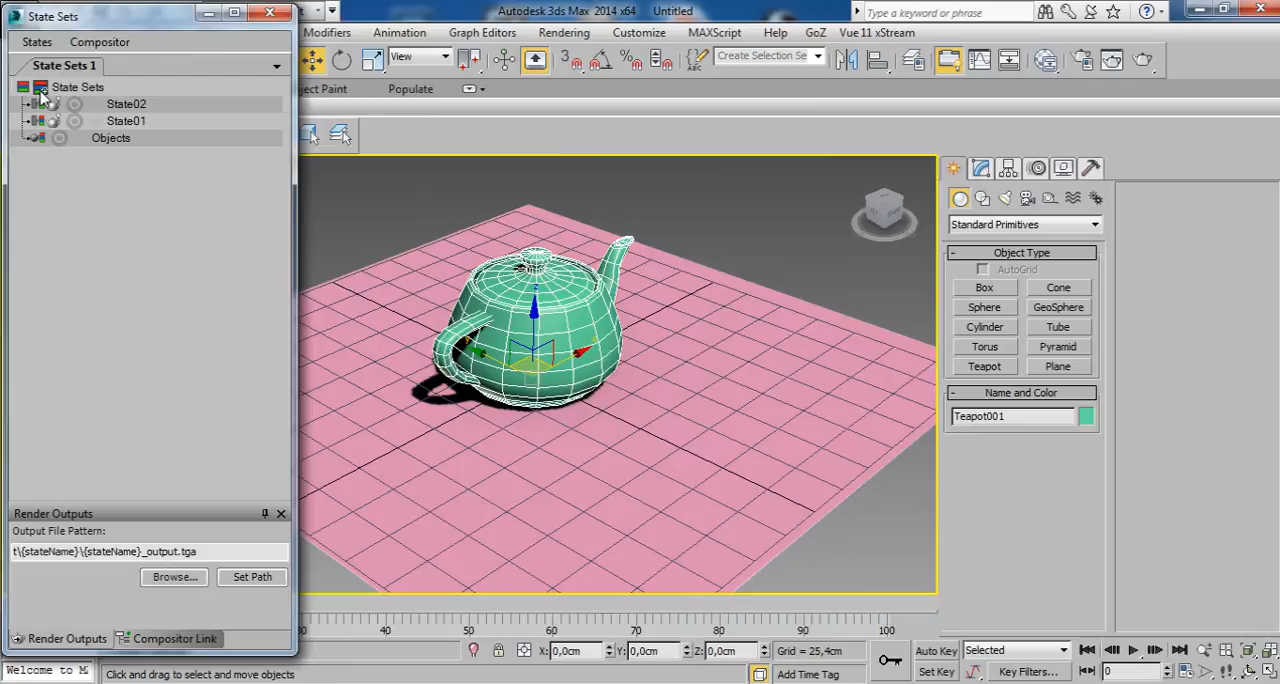 State Sets
Autodesk 3ds Max 2014 x64 Untitled
Type a keyword or phrase
States Compositor
Modifiers Animation Graph Editors Rendering Customize MAXScript Help GoZ Vue 11 xStream
State Sets 1
View
Create Selection Se
State Sets
ject Paint Populate
State02
State01
Objects
Standard Primitives
- Object Type
AutoGrid
Box Cone
Sphere GeoSphere
Cylinder Tube
Torus Pyramid
Teapot Plane
- Name and Color
Teapot001
Render Outputs
Output File Pattern:
t\{stateName}\{stateName}_output.tga
Browse... Set Path
30 40 50 60 70 80 90 100
Render Outputs Compositor Link
X: 0,0cm Y: 0,0cm Z: 0,0cm Grid = 25,4cm
Auto Key Selected
Welcome to M
Click and drag to select and move objects
Add Time Tag
Set Key Key Filters... 0